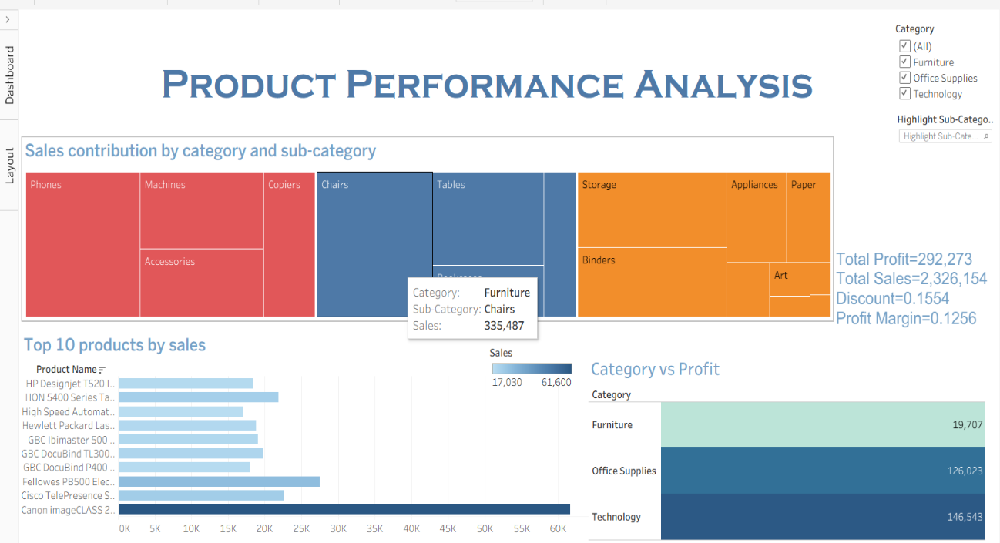 Dashboard
Layout
PRODUCT PERFORMANCE ANALYSIS
Category
(All)
Furniture
Office Supplies
Technology
Highlight Sub-Catego..
Highlight Sub-Cate...
Sales contribution by category and sub-category
Phones
Machines
Copiers
Chairs
Tables
Storage
Appliances
Paper
Accessories
Binders
Bookcases
Art
Category: Furniture
Sub-Category: Chairs
Sales: 335,487
Total Profit=292,273
Total Sales=2,326,154
Discount=0.1554
Profit Margin=0.1256
Top 10 products by sales
Product Name
HP Designjet T520 I..
HON 5400 Series Ta..
High Speed Automat..
Hewlett Packard Las..
GBC Ibimaster 500 ..
GBC DocuBind TL300..
GBC DocuBind P400 ..
Fellowes PB500 Elec..
Cisco TelePresence S..
Canon imageCLASS 2..
0K 5K 10K 15K 20K 25K 30K 35K 40K 45K 50K 55K 60K
Sales
17,030 61,600
Category vs Profit
Category
Furniture 19,707
Office Supplies 126,023
Technology 146,543